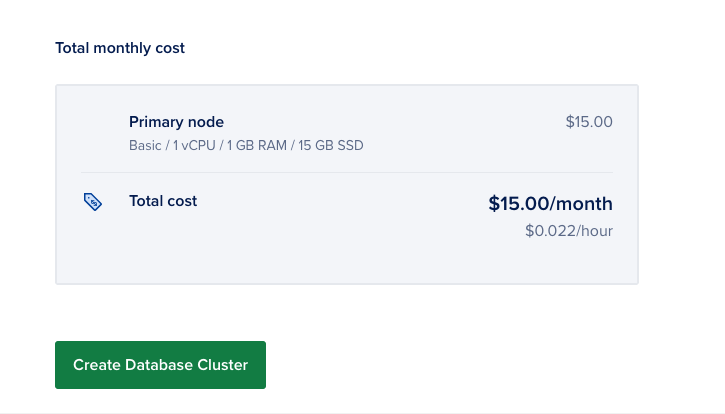 Total monthly cost
Primary node
$15.00
Basic / 1 vCPU / 1 GB RAM / 15 GB SSD
Total cost
$15.00/month
$0.022/hour
Create Database Cluster